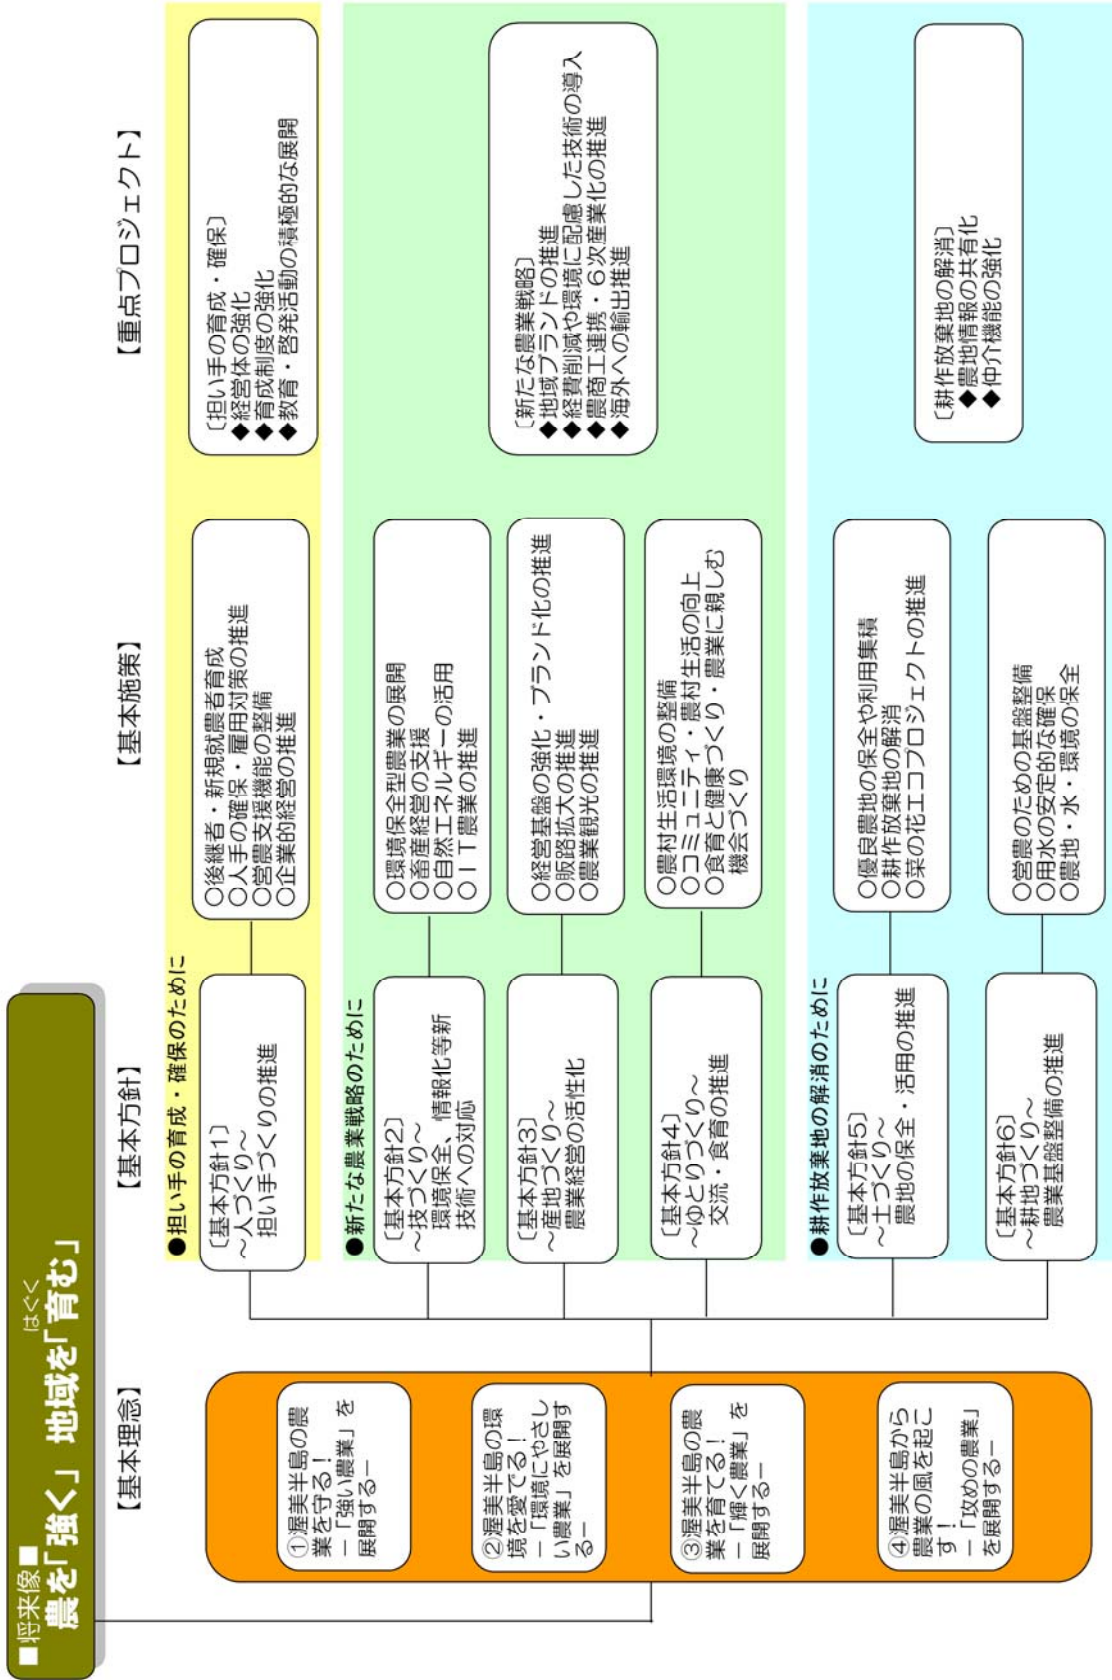 ■将来像■
はぐく
農を「強く」 地域を「育む」
【基本理念】
【基本方針】
【基本施策】
【重点プロジェクト】
①渥美半島の農
業を守る！
－「強い農業」を
展開する－
②渥美半島の環
境を愛でる！
－「環境にやさし
い農業」を展開す
る－
③渥美半島の農
業を育てる！
－「輝く農業」を
展開する－
④渥美半島から
農業の風を起こ
す！
－「攻めの農業」
を展開する－
●担い手の育成・確保のために
〔基本方針1〕
～人づくり～
担い手づくりの推進
○後継者・新規就農者育成
○人手の確保・雇用対策の推進
○営農支援機能の整備
○企業的経営の推進
〔担い手の育成・確保〕
◆経営体の強化
◆育成制度の強化
◆教育・啓発活動の積極的な展開
●新たな農業戦略のために
〔基本方針2〕
～技づくり～
環境保全、情報化等新
技術への対応
○環境保全型農業の展開
○畜産経営の支援
○自然エネルギーの活用
○ＩＴ農業の推進
〔基本方針3〕
～産地づくり～
農業経営の活性化
○経営基盤の強化・ブランド化の推進
○販路拡大の推進
○農業観光の推進
〔基本方針4〕
～ゆとりづくり～
交流・食育の推進
○農村生活環境の整備
○コミュニティ・農村生活の向上
○食育と健康づくり・農業に親しむ
機会づくり
〔新たな農業戦略〕
◆地域ブランドの推進
◆経費削減や環境に配慮した技術の導入
◆農商工連携・６次産業化の推進
◆海外への輸出推進
●耕作放棄地の解消のために
〔基本方針5〕
～土づくり～
農地の保全・活用の推進
○優良農地の保全や利用集積
○耕作放棄地の解消
○菜の花エコプロジェクトの推進
〔基本方針6〕
～耕地づくり～
農業基盤整備の推進
○営農のための基盤整備
○用水の安定的な確保
○農地・水・環境の保全
〔耕作放棄地の解消〕
◆農地情報の共有化
◆仲介機能の強化